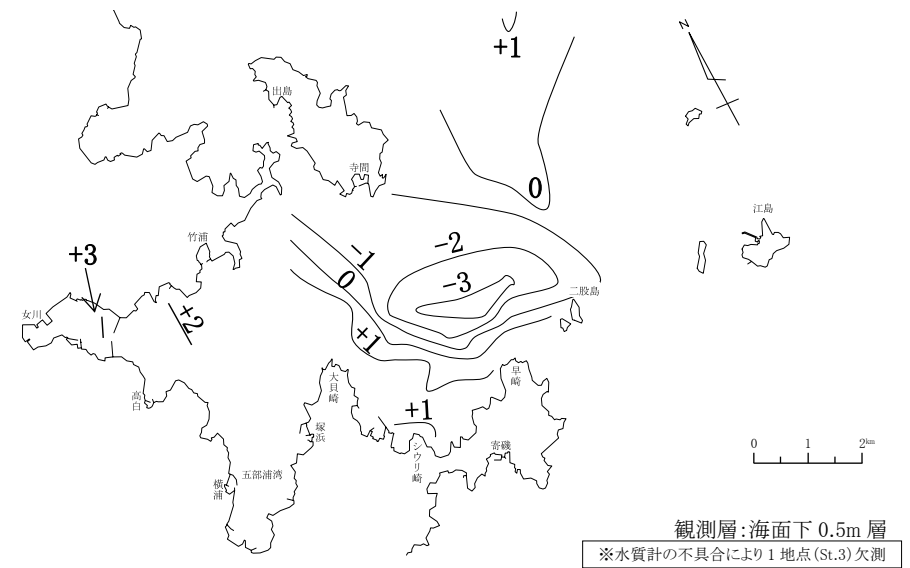 +1
N
出島
寺間
0
江島
竹浦
-1
-2
+3
0
-3
二股島
女川
+2
+1
大貝崎
早崎
高白
+1
塚浜
シウリ崎
寄磯
0 1 2km
五部浦湾
横浦
観測層:海面下 0.5m 層
※水質計の不具合により 1 地点(St.3)欠測